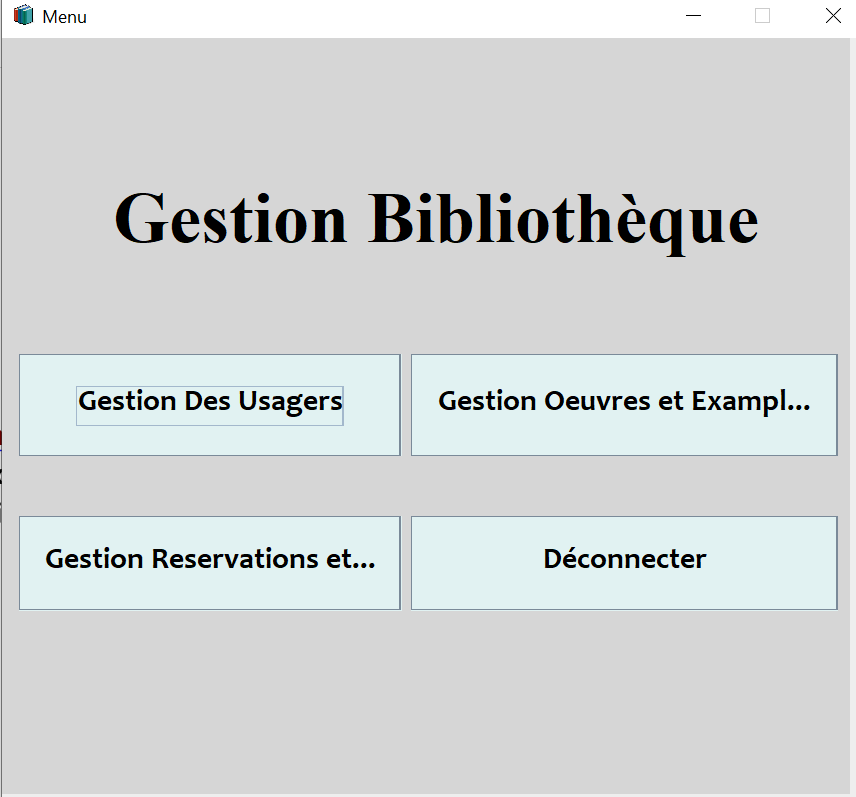 Menu
Gestion Bibliothèque
Gestion Des Usagers
Gestion Oeuvres et Exampl...
Gestion Reservations et...
Déconnecter